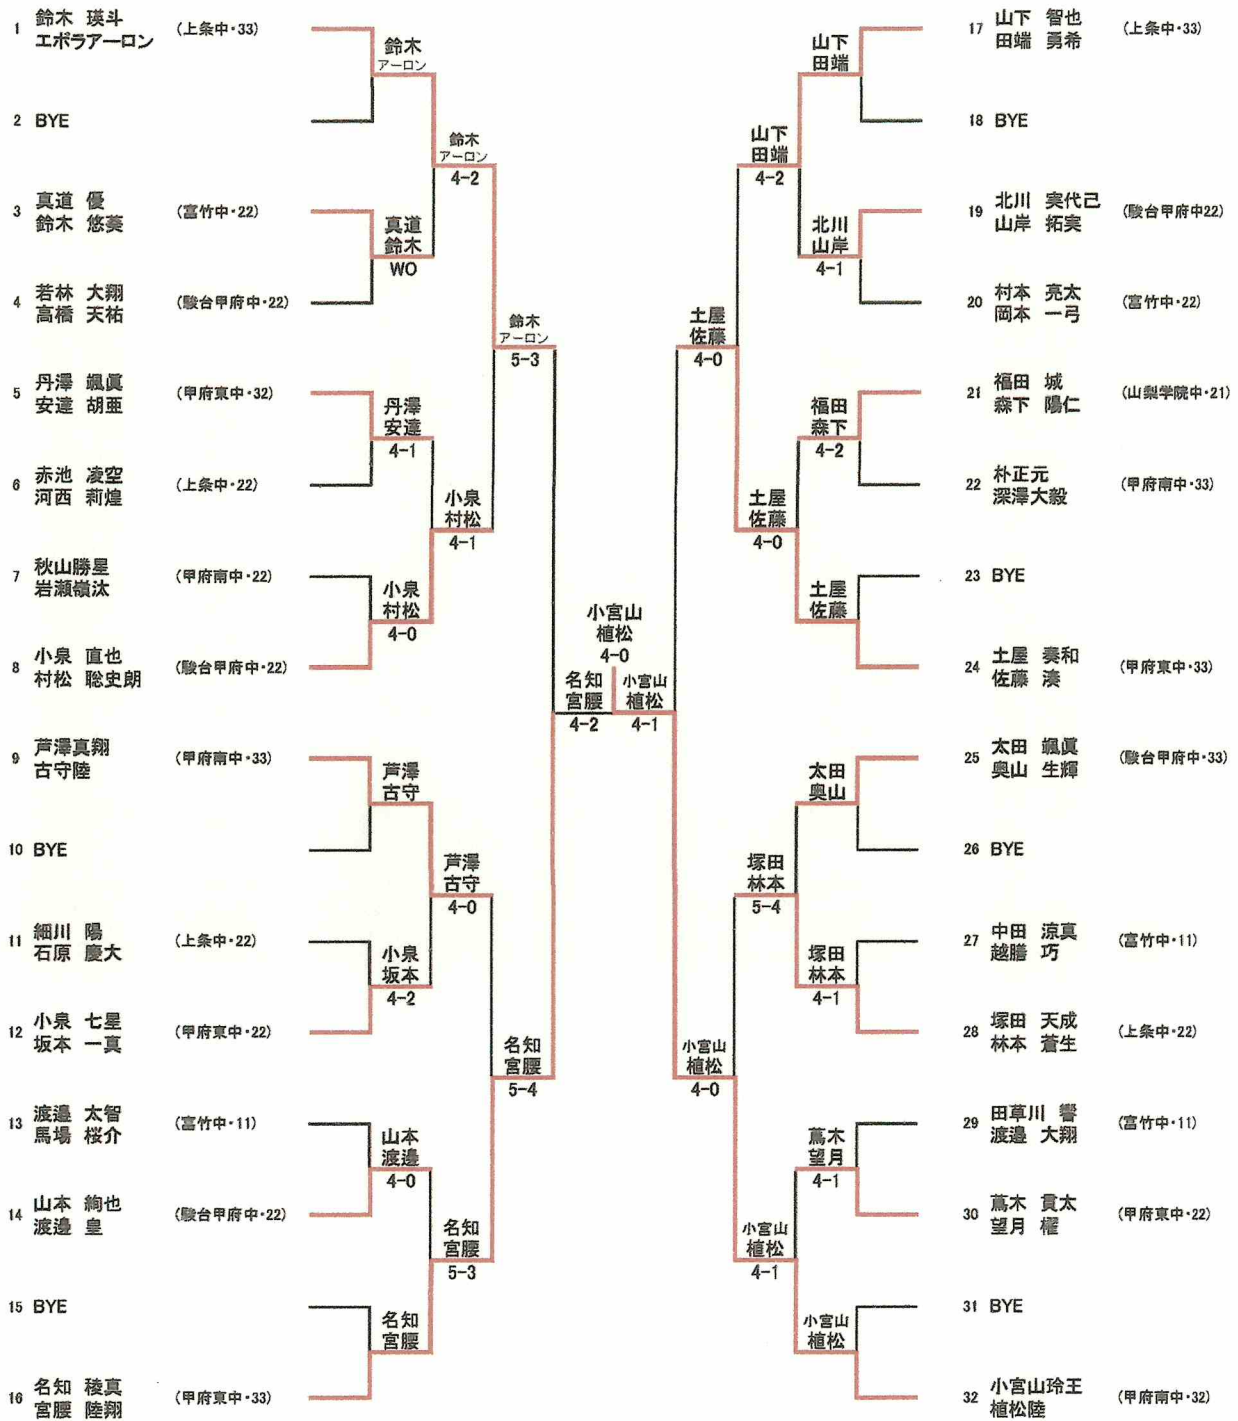 1 鈴木 瑛斗 (上条中・33)
エボラアーロン
2 BYE
3 真道 優 (富竹中・22)
鈴木 悠葵
4 若林 大翔 (駿台甲府中・22)
高橋 天祐
5 丹澤 颯眞 (甲府東中・32)
安達 胡亜
6 赤池 凌空 (上条中・22)
河西 莉煌
7 秋山勝星 (甲府南中・22)
岩瀬嶺汰
8 小泉 直也 (駿台甲府中・22)
村松 聡史朗
9 芦澤真翔 (甲府南中・33)
古守陸
10 BYE
11 細川 陽 (上条中・22)
石原 慶大
12 小泉 七星 (甲府東中・22)
坂本 一真
13 渡邉 太智 (富竹中・11)
馬場 桜介
14 山本 絢也 (駿台甲府中・22)
渡邉 皇
15 BYE
16 名知 稜真 (甲府東中・33)
宮腰 陸翔
鈴木
アーロン
真道
鈴木
WO
丹澤
安達
4-1
小泉
村松
4-0
芦澤
古守
小泉
坂本
4-2
山本
渡邉
4-0
名知
宮腰
鈴木
アーロン
4-2
小泉
村松
4-1
芦澤
古守
4-0
名知
宮腰
5-3
鈴木
アーロン
5-3
名知
宮腰
5-4
名知
宮腰
4-2
小宮山
植松
4-0
小宮山
植松
4-1
土屋
佐藤
4-0
小宮山
植松
4-0
山下
田端
4-2
土屋
佐藤
4-0
塚田
林本
5-4
小宮山
植松
4-1
山下
田端
北川
山岸
4-1
福田
森下
4-2
土屋
佐藤
太田
奥山
塚田
林本
4-1
蔦木
望月
4-1
小宮山
植松
17 山下 智也 (上条中・33)
田端 勇希
18 BYE
19 北川 実代己 (駿台甲府中22)
山岸 拓実
20 村本 亮太 (富竹中・22)
岡本 一弓
21 福田 城 (山梨学院中・21)
森下 陽仁
22 朴正元 (甲府南中・33)
深澤大毅
23 BYE
24 土屋 奏和 (甲府東中・33)
佐藤 湊
25 太田 颯眞 (駿台甲府中・33)
奥山 生輝
26 BYE
27 中田 涼真 (富竹中・11)
越膳 巧
28 塚田 天成 (上条中・22)
林本 蒼生
29 田草川 響 (富竹中・11)
渡邉 大翔
30 蔦木 貫太 (甲府東中・22)
望月 櫂
31 BYE
32 小宮山玲王 (甲府南中・32)
植松陸